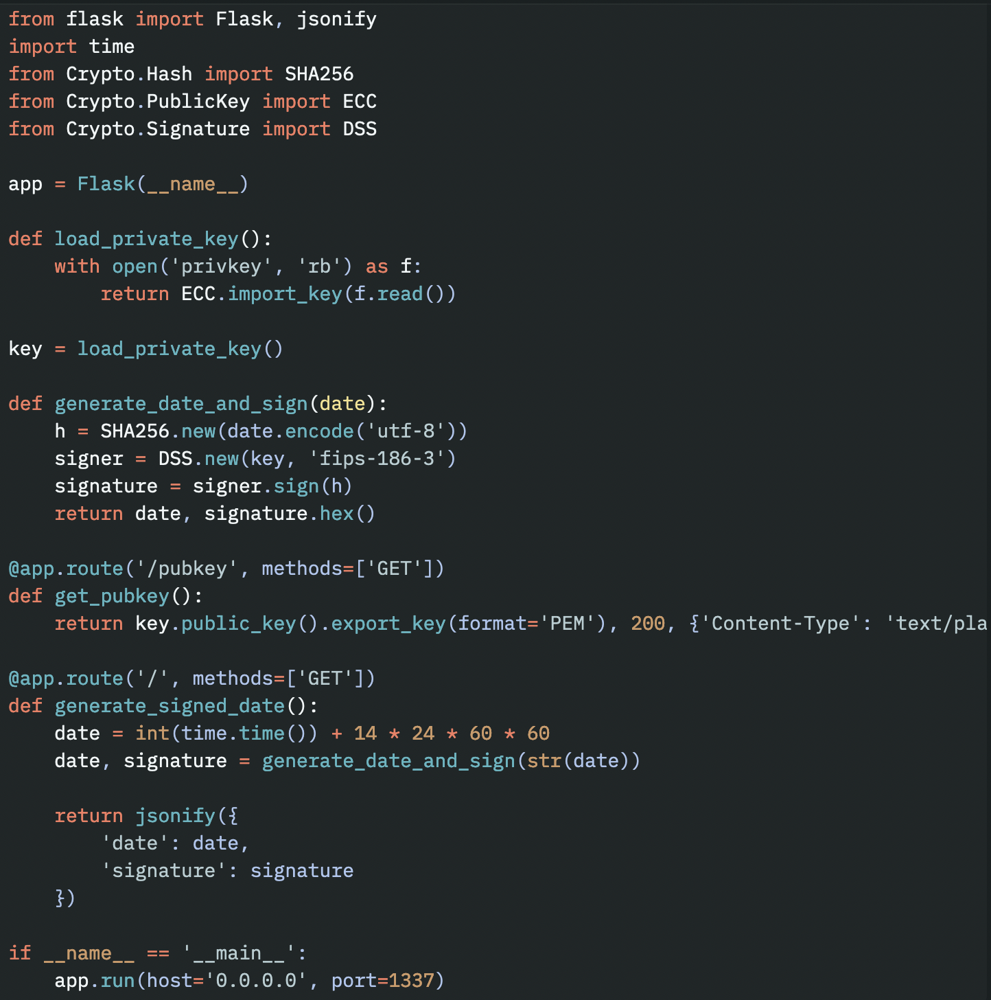 from flask import Flask, jsonify
import time
from Crypto.Hash import SHA256
from Crypto.PublicKey import ECC
from Crypto.Signature import DSS

app = Flask(__name__)

def load_private_key():
    with open('privkey', 'rb') as f:
        return ECC.import_key(f.read())

key = load_private_key()

def generate_date_and_sign(date):
    h = SHA256.new(date.encode('utf-8'))
    signer = DSS.new(key, 'fips-186-3')
    signature = signer.sign(h)
    return date, signature.hex()

@app.route('/pubkey', methods=['GET'])
def get_pubkey():
    return key.public_key().export_key(format='PEM'), 200, {'Content-Type': 'text/pla

@app.route('/', methods=['GET'])
def generate_signed_date():
    date = int(time.time()) + 14 * 24 * 60 * 60
    date, signature = generate_date_and_sign(str(date))

    return jsonify({
        'date': date,
        'signature': signature
    })

if __name__ == '__main__':
    app.run(host='0.0.0.0', port=1337)